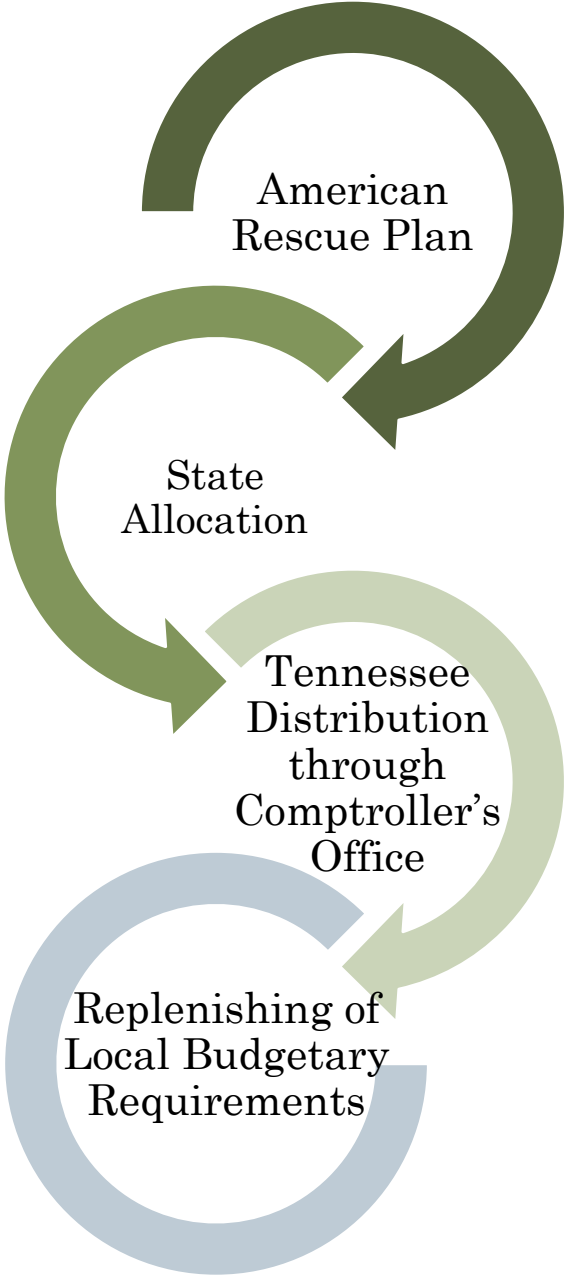 American
Rescue Plan
State
Allocation
Tennessee
Distribution
through
Comptroller’s
Office
Replenishing of
Local Budgetary
Requirements